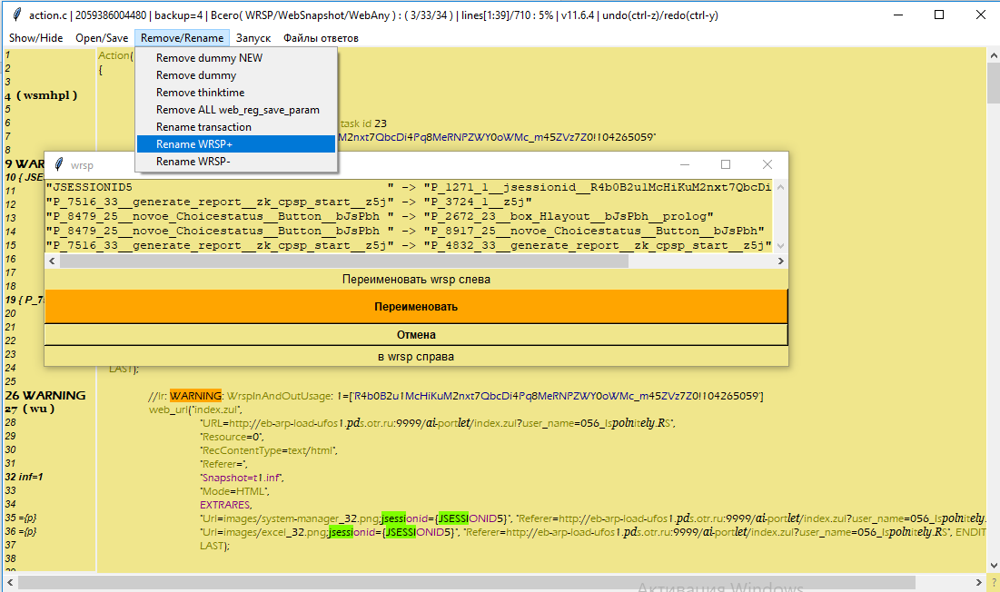 action.c | 2059386004480 | backup=4 | Всего( WRSP/WebSnapshot/WebAny ) : ( 3/33/34 ) | lines[1:39]/710 : 5% | v11.6.4 | undo(ctrl-z)/redo(ctrl-y)
Show/Hide Open/Save Remove/Rename Запуск Файлы ответов
1 Action(
2 {
3
4 ( wsmhpl )
5
6 task id 23
7 M2nxt7QbcDi4Pq8MeRNPZWY0oWMc_m45ZVz7Z0!104265059"
8
Remove dummy NEW
Remove dummy
Remove thinktime
Remove ALL web_reg_save_param
Rename transaction
Rename WRSP+
Rename WRSP-
9 WAR
10 { JSE
11
12
13
14
15
16
17
18
19 { P_75
20
21
22
23
wrsp
"JSESSIONID5 " -> "P_1271_1__jsessionid__R4b0B2u1McHiKuM2nxt7QbcDi
"P_7516_33__generate_report__zk_cpsp_start__z5j" -> "P_3724_1__z5j"
"P_8479_25__novoe_Choicestatus__Button__bJsPbh " -> "P_2672_23__box_Hlayout__bJsPbh__prolog"
"P_8479_25__novoe_Choicestatus__Button__bJsPbh " -> "P_8917_25__novoe_Choicestatus__Button__bJsPbh"
"P_7516_33__generate_report__zk_cpsp_start__z5j" -> "P_4832_33__generate_report__zk_cpsp_start__z5j"
Переименовать wrsp слева
Переименовать
Отмена
в wrsp справа
24 LAST);
25
26 WARNING //lr: WARNING: WrspInAndOutUsage: 1=['R4b0B2u1McHiKuM2nxt7QbcDi4Pq8MeRNPZWY0oWMc_m45ZVz7Z0!104265059']
27 ( wu ) web_url("index.zul",
28 "URL=http://eb-arp-load-ufos1.pds.otr.ru:9999/ai-portlet/index.zul?user_name=056_Ispolnitely.RS",
29 "Resource=0",
30 "RecContentType=text/html",
31 "Referer=",
32 inf=1 "Snapshot=t1.inf",
33 "Mode=HTML",
34 EXTRARES,
35 ={p} "Url=images/system-manager_32.png;jsessionid={JSESSIONID5}", "Referer=http://eb-arp-load-ufos1.pds.otr.ru:9999/ai-portlet/index.zul?user_name=056_Ispolnitely.
36 ={p} "Url=images/excel_32.png;jsessionid={JSESSIONID5}", "Referer=http://eb-arp-load-ufos1.pds.otr.ru:9999/ai-portlet/index.zul?user_name=056_Ispolnitely.RS", ENDIT
37 LAST);
38
Активация Windows
?